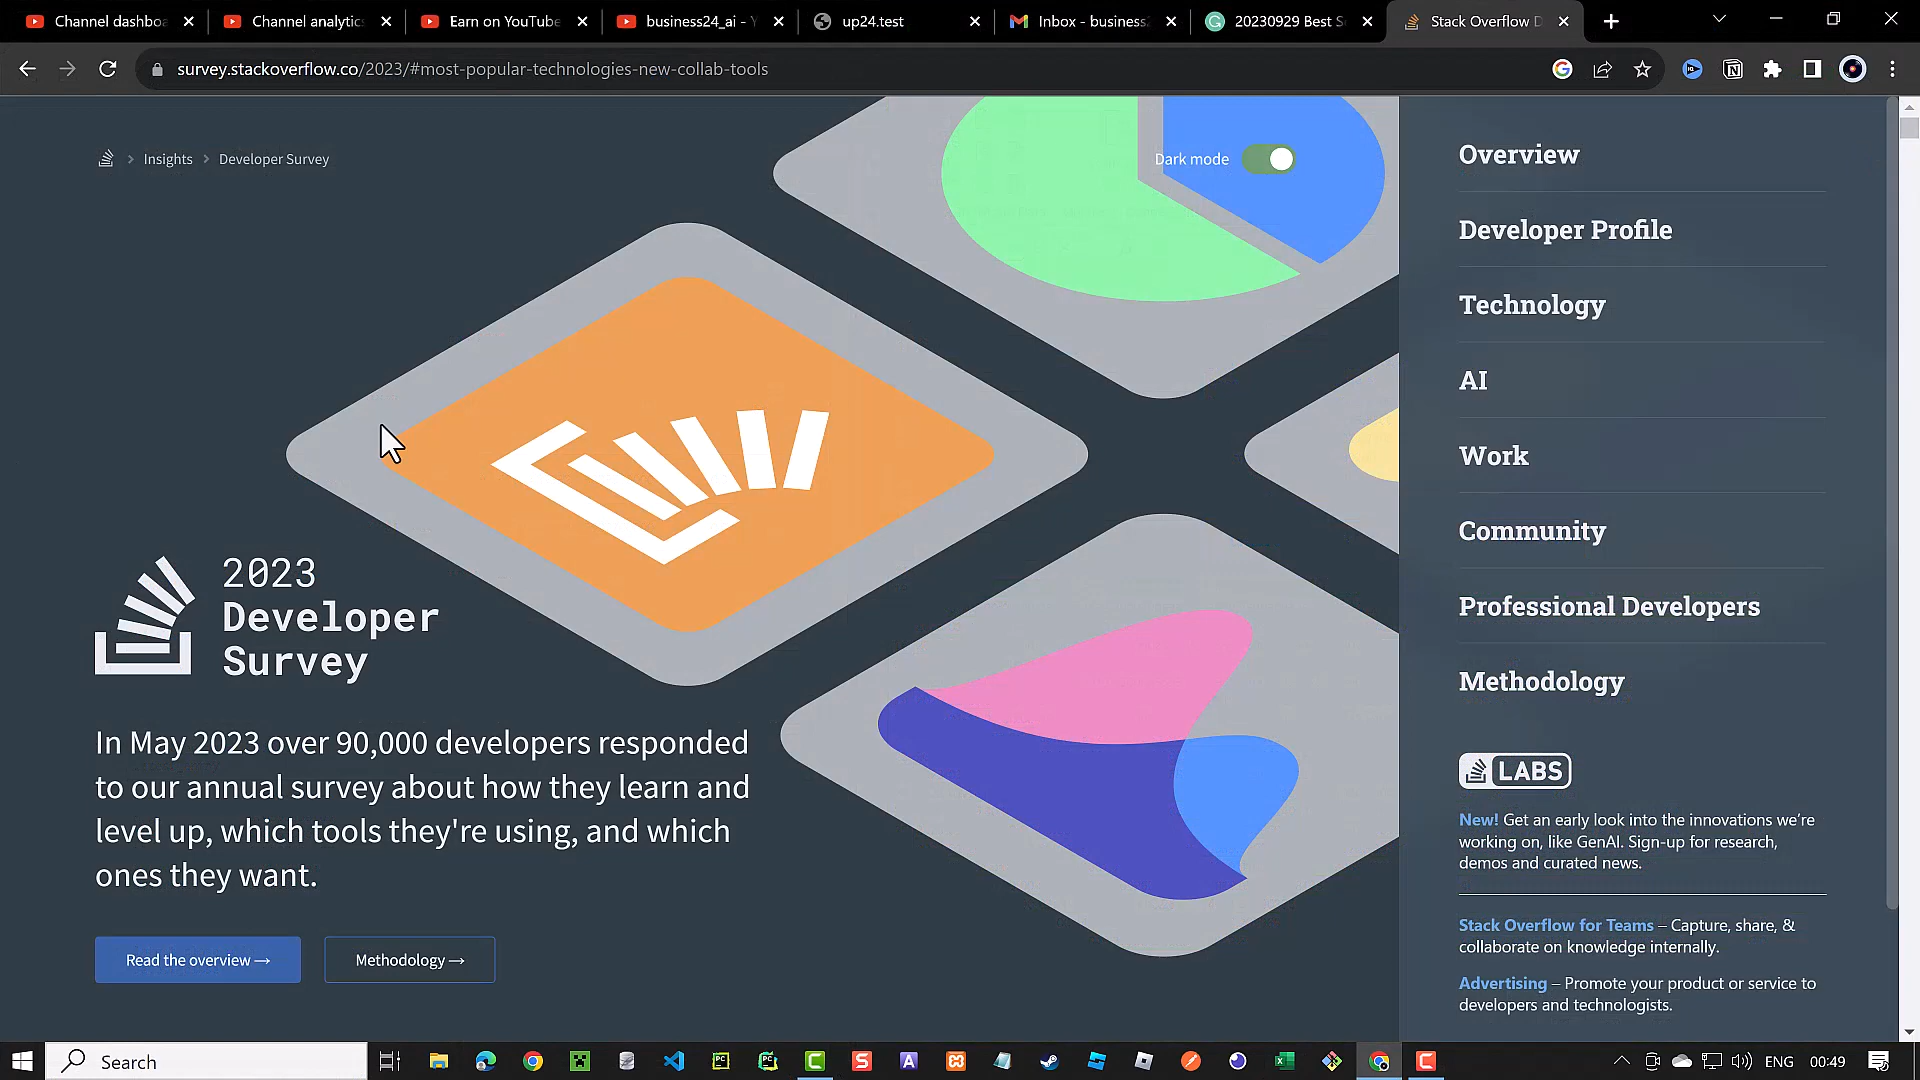 Channel dashboa
Channel analytics
Earn on YouTube
business24_ai - Y
up24.test
Inbox - business2
20230929 Best S
Stack Overflow D
survey.stackoverflow.co/2023/#most-popular-technologies-new-collab-tools
Insights
Developer Survey
Dark mode
2023
Developer
Survey
In May 2023 over 90,000 developers responded
to our annual survey about how they learn and
level up, which tools they're using, and which
ones they want.
Read the overview →
Methodology →
Overview
Developer Profile
Technology
AI
Work
Community
Professional Developers
Methodology
LABS
New! Get an early look into the innovations we're
working on, like GenAI. Sign-up for research,
demos and curated news.
Stack Overflow for Teams – Capture, share, &
collaborate on knowledge internally.
Advertising – Promote your product or service to
developers and technologists.
Search
ENG
00:49